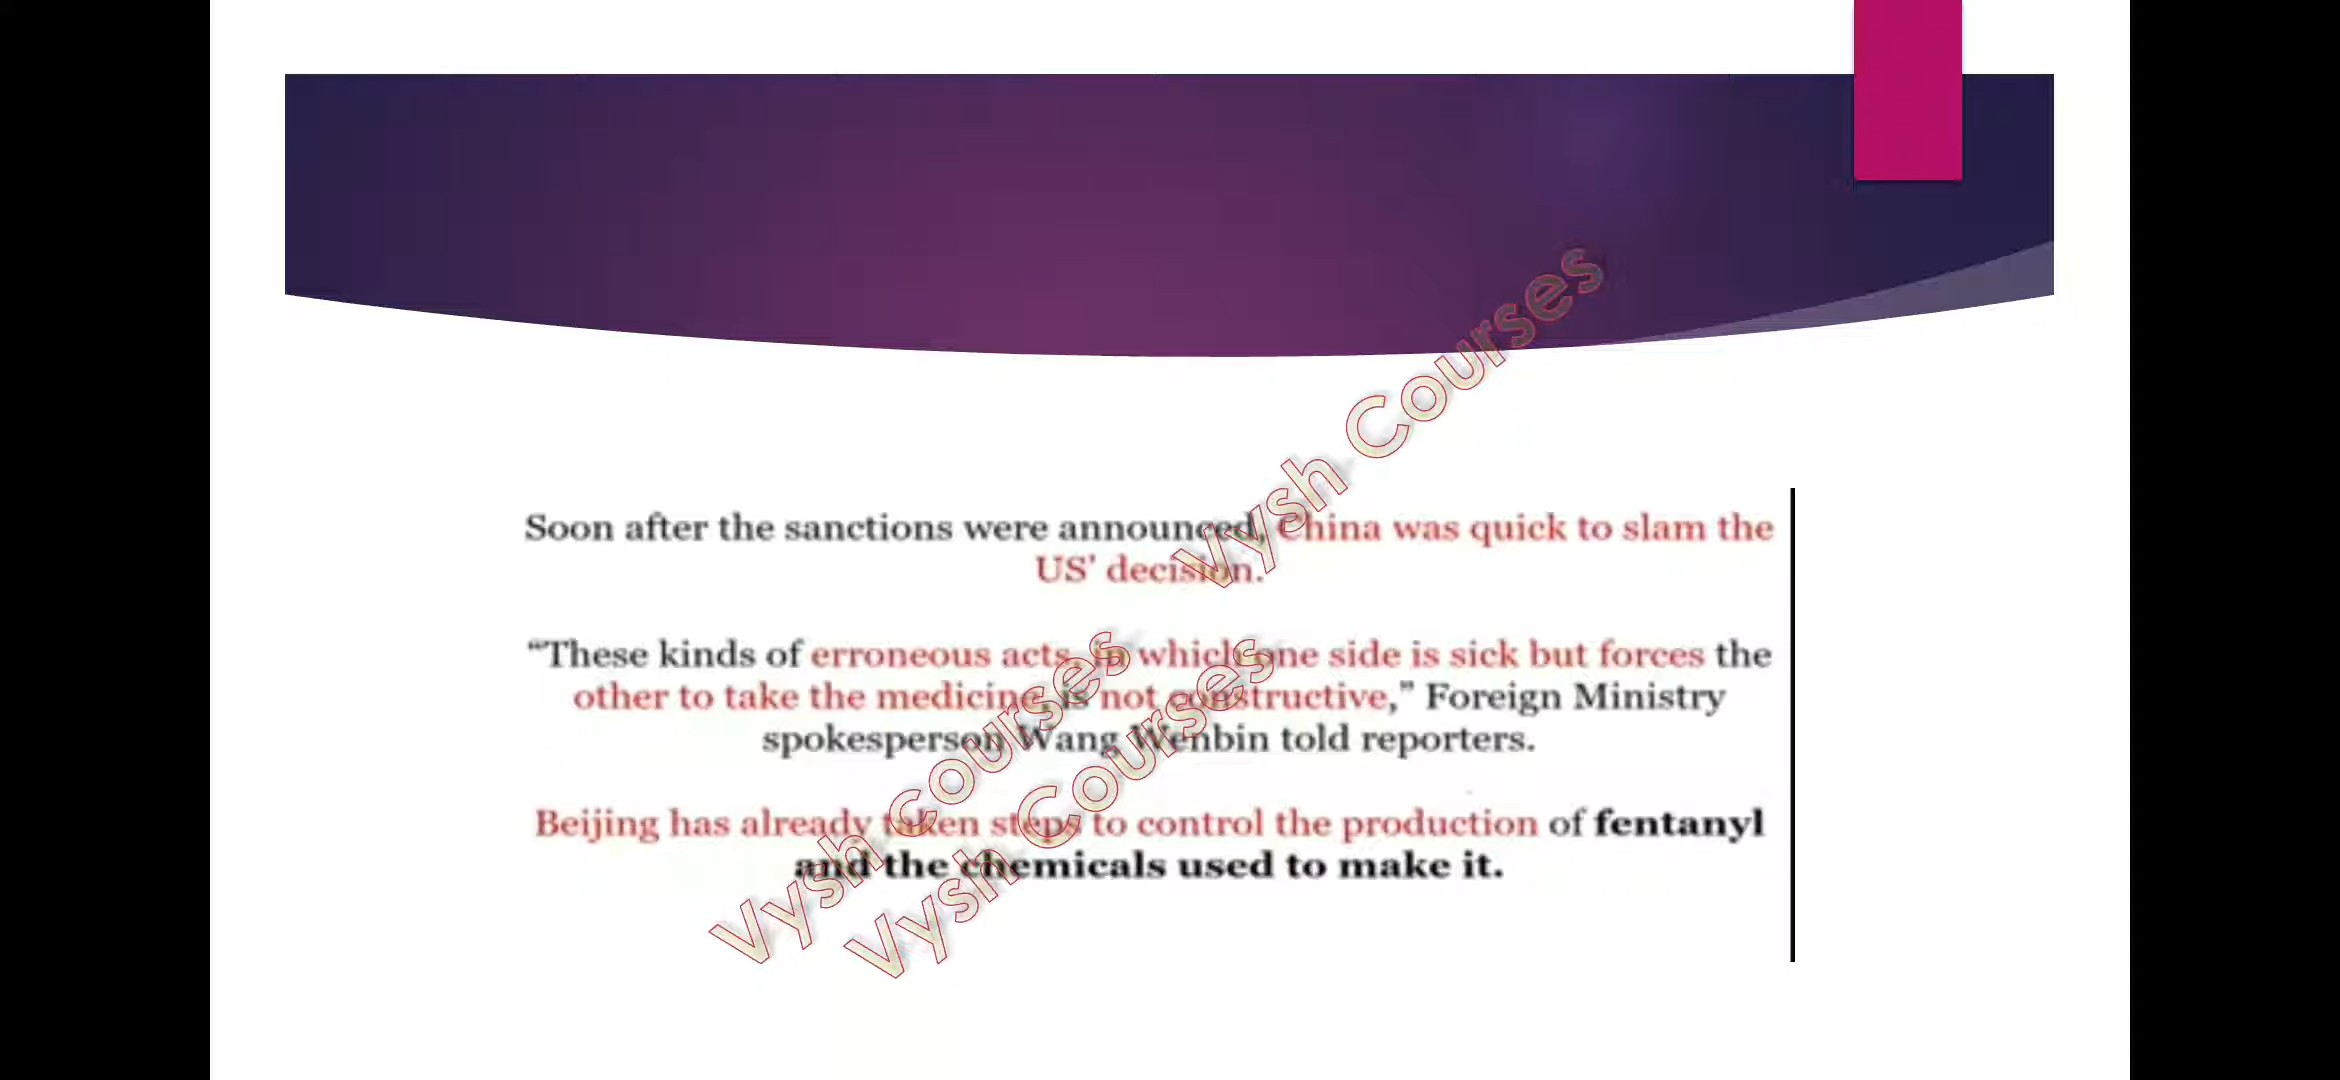 Soon after the sanctions were announced, China was quick to slam the
US' decision.
“These kinds of erroneous acts, in which one side is sick but forces the
other to take the medicine, is not constructive,” Foreign Ministry
spokesperson Wang Wenbin told reporters.
Beijing has already taken steps to control the production of fentanyl
and the chemicals used to make it.
Vysh Courses
Vysh Courses
Vysh Courses